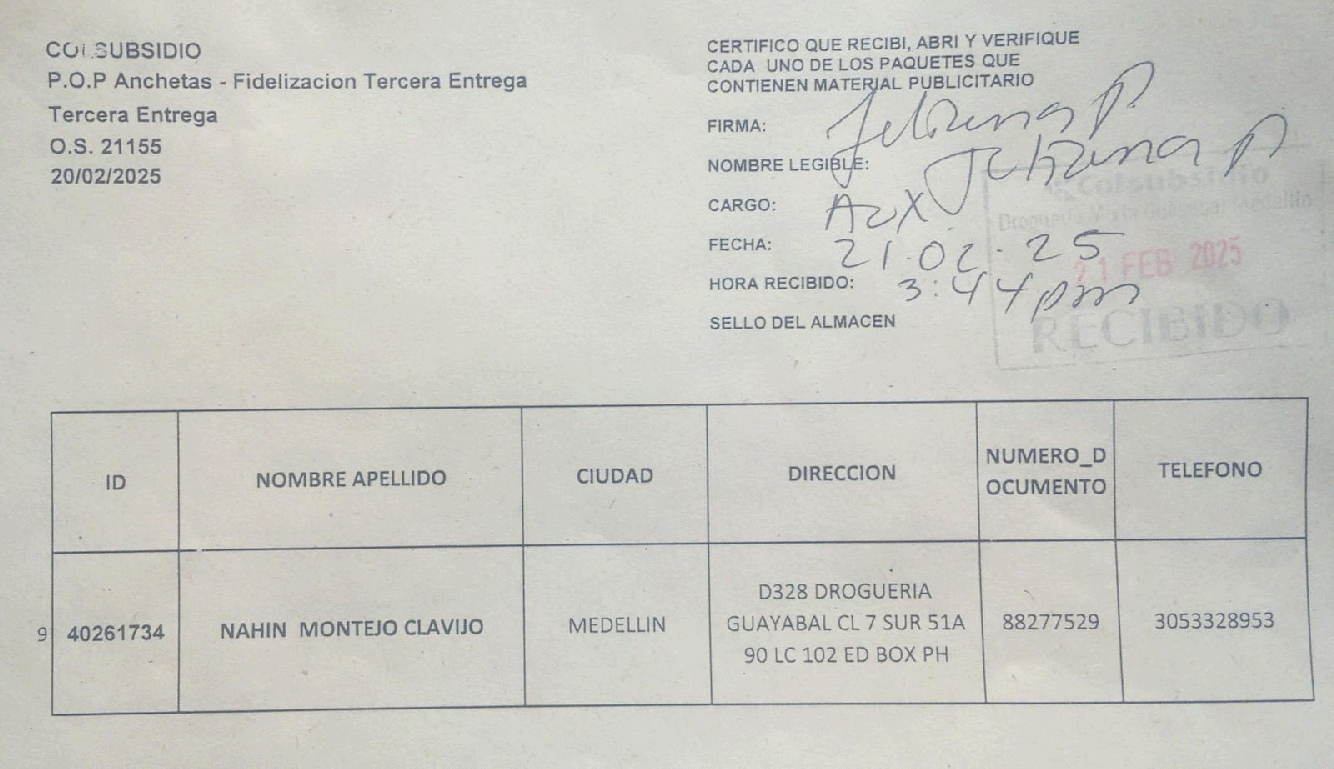 COLSUBSIDIO
P.O.P Anchetas - Fidelizacion Tercera Entrega
Tercera Entrega
O.S. 21155
20/02/2025
CERTIFICO QUE RECIBI, ABRI Y VERIFIQUE
CADA UNO DE LOS PAQUETES QUE
CONTIENEN MATERIAL PUBLICITARIO
FIRMA:
NOMBRE LEGIBLE:
CARGO: Aux
FECHA: 21-02-25
HORA RECIBIDO: 3:44 pm
SELLO DEL ALMACEN
Colsubsidio
Medellin
21 FEB 2025
RECIBIDO
ID NOMBRE APELLIDO CIUDAD DIRECCION NUMERO_D
OCUMENTO TELEFONO
9 40261734 NAHIN MONTEJO CLAVIJO MEDELLIN D328 DROGUERIA
GUAYABAL CL 7 SUR 51A
90 LC 102 ED BOX PH 88277529 3053328953